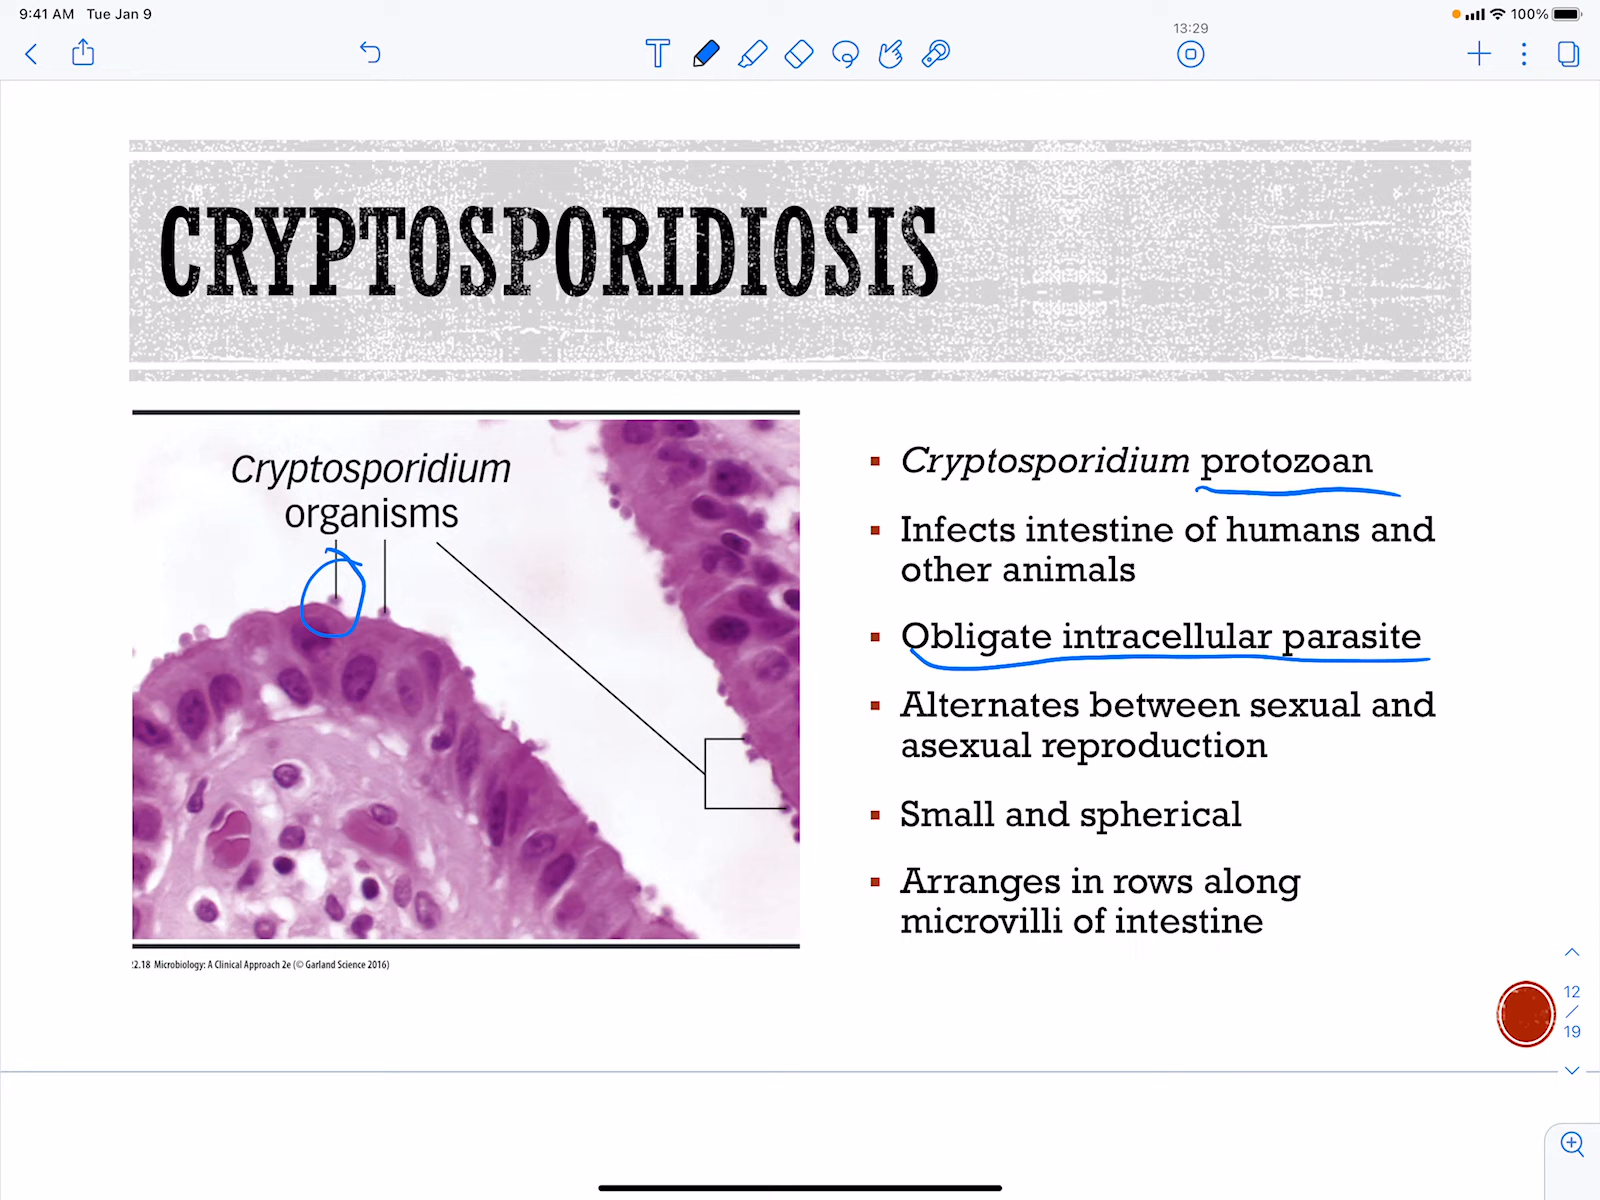 9:41 AM Tue Jan 9
100%
13:29
CRYPTOSPORIDIOSIS
Cryptosporidium
organisms
Cryptosporidium protozoan
Infects intestine of humans and
other animals
Obligate intracellular parasite
Alternates between sexual and
asexual reproduction
Small and spherical
Arranges in rows along
microvilli of intestine
2.18 Microbiology: A Clinical Approach 2e (© Garland Science 2016)
12
/
19